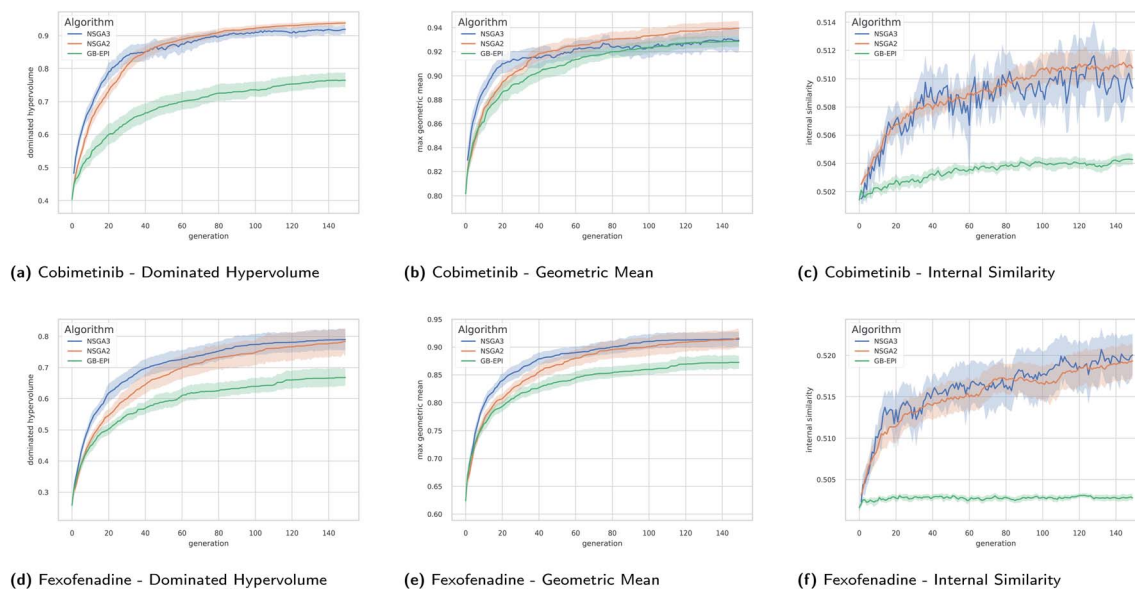 Algorithm
NSGA3
NSGA2
GB-EPI
dominated hypervolume
0.9
0.8
0.7
0.6
0.5
0.4
0 20 40 60 80 100 120 140
generation
(a) Cobimetinib - Dominated Hypervolume
Algorithm
NSGA3
NSGA2
GB-EPI
max geometric mean
0.94
0.92
0.90
0.88
0.86
0.84
0.82
0.80
0 20 40 60 80 100 120 140
generation
(b) Cobimetinib - Geometric Mean
Algorithm
NSGA3
NSGA2
GB-EPI
internal similarity
0.514
0.512
0.510
0.508
0.506
0.504
0.502
0 20 40 60 80 100 120 140
generation
(c) Cobimetinib - Internal Similarity
Algorithm
NSGA3
NSGA2
GB-EPI
dominated hypervolume
0.8
0.7
0.6
0.5
0.4
0.3
0 20 40 60 80 100 120 140
generation
(d) Fexofenadine - Dominated Hypervolume
Algorithm
NSGA3
NSGA2
GB-EPI
max geometric mean
0.95
0.90
0.85
0.80
0.75
0.70
0.65
0.60
0 20 40 60 80 100 120 140
generation
(e) Fexofenadine - Geometric Mean
Algorithm
NSGA3
NSGA2
GB-EPI
internal similarity
0.520
0.515
0.510
0.505
0 20 40 60 80 100 120 140
generation
(f) Fexofenadine - Internal Similarity